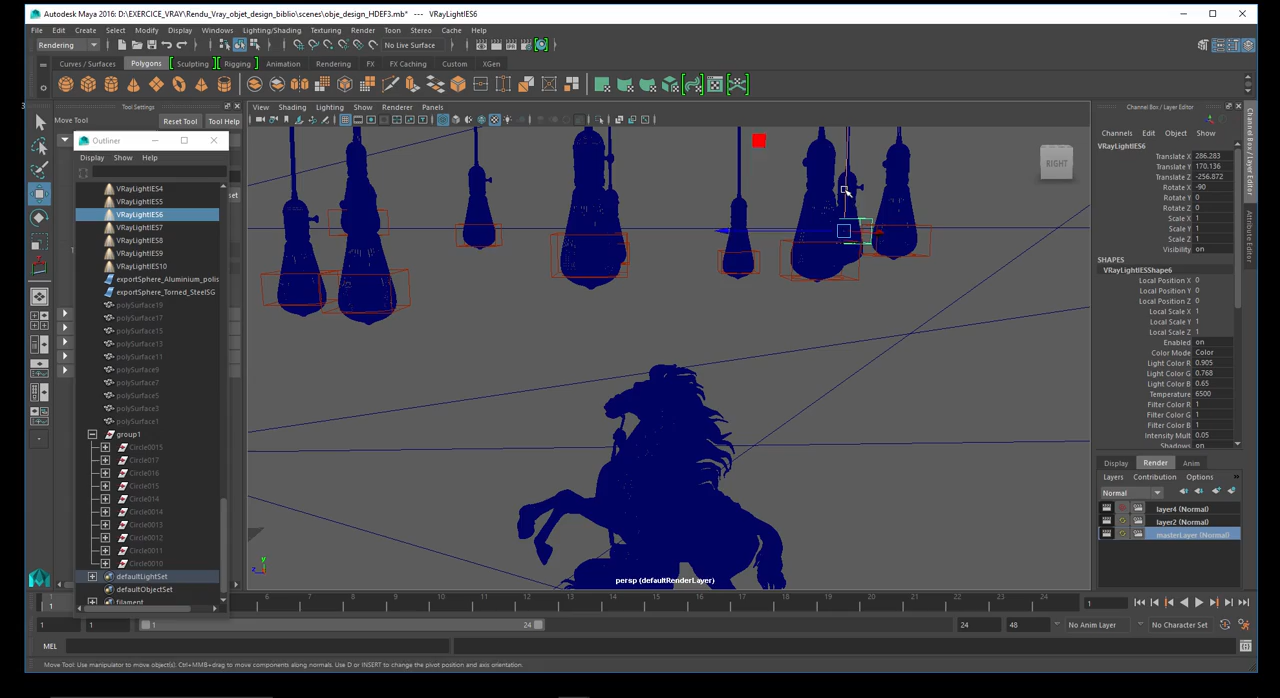 Autodesk Maya 2016: D:\EXERCICE_VRAY\Rendu_Vray_objet_design_biblio\scenes\obje_design_HDEF3.mb* --- VRayLightIES6
File Edit Create Select Modify Display Windows Lighting/Shading Texturing Render Toon Stereo Cache Help
Rendering No Live Surface
Curves / Surfaces Polygons Sculpting Rigging Animation Rendering FX FX Caching Custom XGen
Tool Settings
Move Tool Reset Tool Tool Help
Outliner
Display Show Help
VRayLightIES4
VRayLightIES5
VRayLightIES6
VRayLightIES7
VRayLightIES8
VRayLightIES9
VRayLightIES10
exportSphere_Aluminium_polis
exportSphere_Torned_SteelSG
polySurface19
polySurface17
polySurface15
polySurface13
polySurface11
polySurface9
polySurface7
polySurface5
polySurface3
polySurface1
group1
Circle0015
Circle017
Circle016
Circle015
Circle014
Circle0014
Circle0013
Circle0012
Circle0011
Circle0010
defaultLightSet
defaultObjectSet
filament
View Shading Lighting Show Renderer Panels
RIGHT
persp (defaultRenderLayer)
Channel Box / Layer Editor
Channels Edit Object Show
VRayLightIES6
Translate X 286.283
Translate Y 170.136
Translate Z -256.872
Rotate X -90
Rotate Y 0
Rotate Z 0
Scale X 1
Scale Y 1
Scale Z 1
Visibility on
SHAPES
VRayLightIESShape6
Local Position X 0
Local Position Y 0
Local Position Z 0
Local Scale X 1
Local Scale Y 1
Local Scale Z 1
Enabled on
Color Mode Color
Light Color R 0.905
Light Color G 0.768
Light Color B 0.65
Temperature 6500
Filter Color R 1
Filter Color G 1
Filter Color B 1
Intensity Mult 0.05
Shadows on
Display Render Anim
Layers Contribution Options
Normal
layer4 (Normal)
layer2 (Normal)
masterLayer (Normal)
Channel Box / Layer Editor
Attribute Editor
1 6 7 8 9 10 11 12 13 14 15 16 17 18 19 20 21 22 23 24
1 1
1 1 1 24 24 48 No Anim Layer No Character Set
MEL
Move Tool: Use manipulator to move object(s). Ctrl+MMB+drag to move components along normals. Use D or INSERT to change the pivot position and axis orientation.